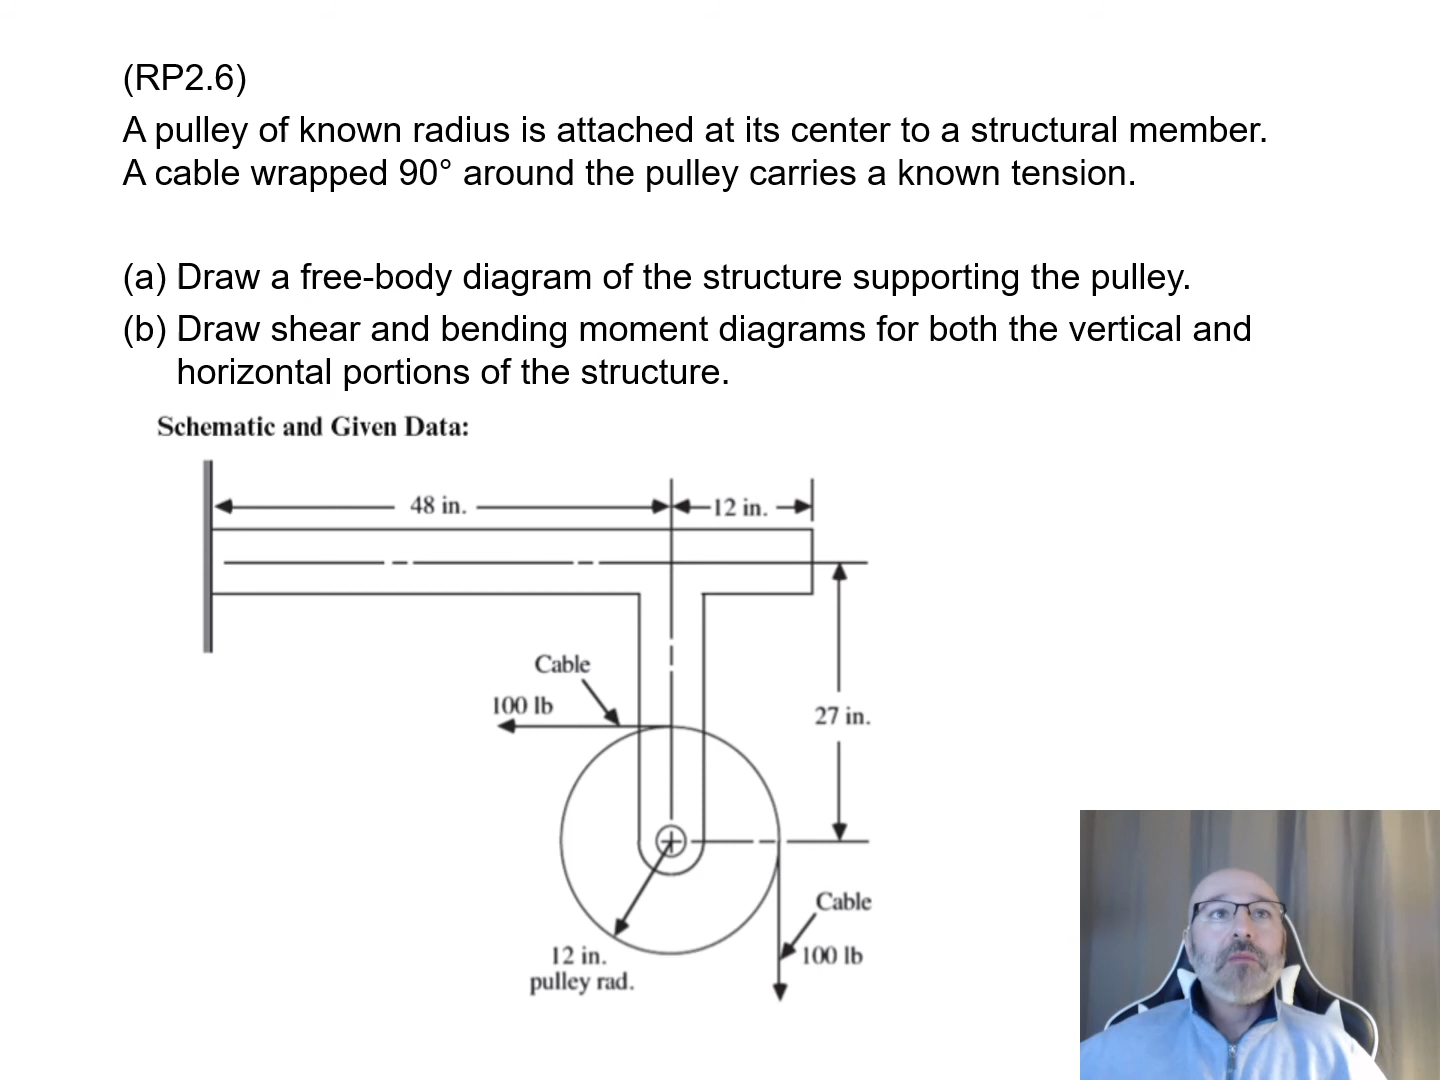 (RP2.6)
A pulley of known radius is attached at its center to a structural member.
A cable wrapped 90° around the pulley carries a known tension.
(a) Draw a free-body diagram of the structure supporting the pulley.
(b) Draw shear and bending moment diagrams for both the vertical and
horizontal portions of the structure.
Schematic and Given Data:
48 in.
12 in.
Cable
100 lb
27 in.
Cable
100 lb
12 in.
pulley rad.